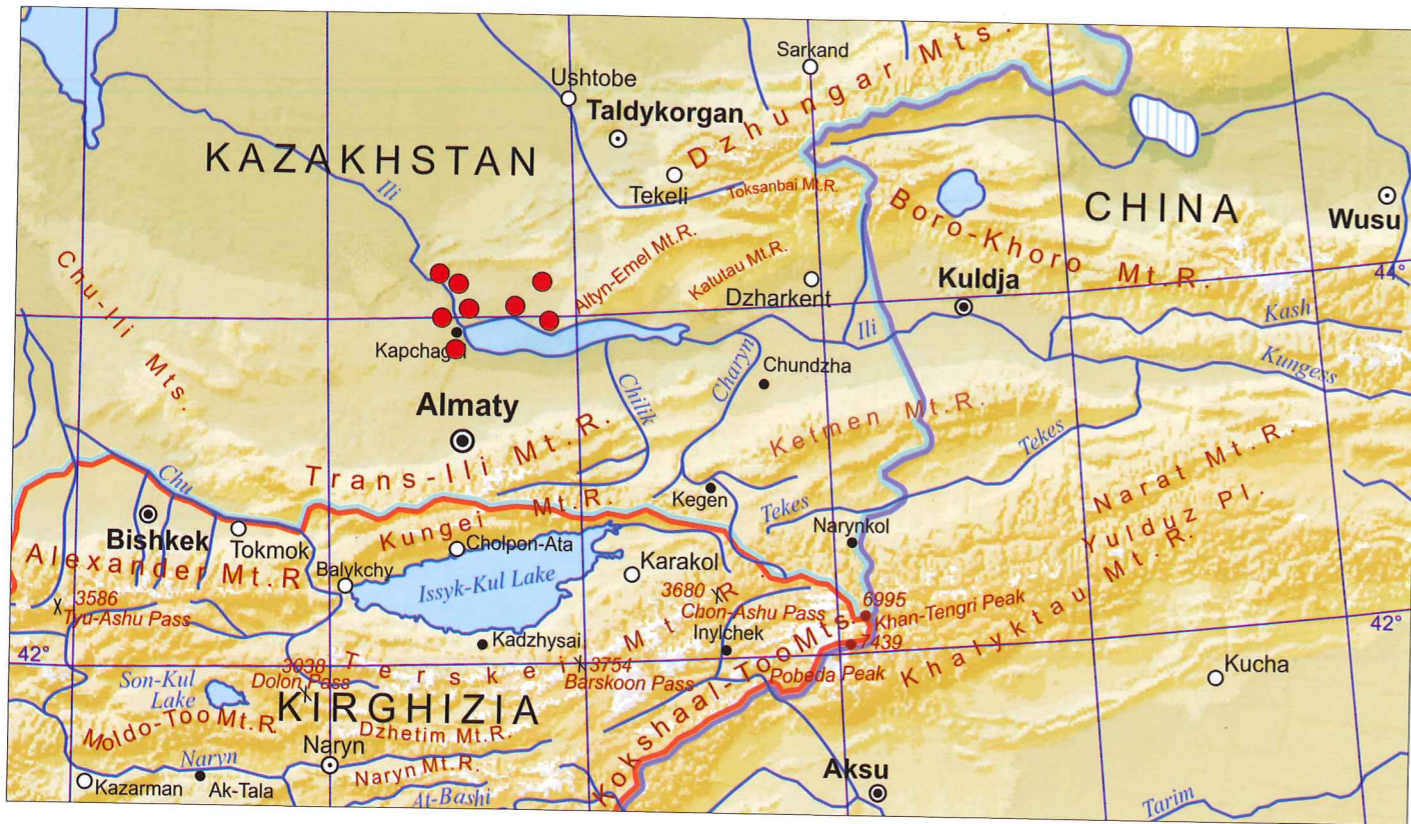 Sarkand
Ushtobe
Taldykorgan
Dzhungar Mts.
KAZAKHSTAN
Ili
Tekeli
Toksanbai Mt.R.
CHINA
Wusu
Boro-Khoro Mt.R.
Chu-Ili Mts.
Altyn-Emel Mt.R.
Katutau Mt.R.
Dzharkent
Kuldja
44°
Kapchagai
Ili
Kash
Kungess
Chilik
Charyn
Chundzha
Almaty
Ketmen Mt.R.
Tekes
Trans-Ili Mt.R.
Chu
Kegen
Tekes
Narynkol
Narat Mt.R.
Yulduz Pl.
Bishkek
Tokmok
Kungei Mt.R.
Cholpon-Ata
Alexander Mt.R
Balykchy
Issyk-Kul Lake
Karakol
3586
Tyu-Ashu Pass
3680
Chon-Ashu Pass
6995
Khan-Tengri Peak
7439
Pobeda Peak
Khalyktau Mt.R.
Kadzhysai
Inylchek
42°
42°
Terskei Mt.R
3038
Dolon Pass
3754
Barskoon Pass
Son-Kul
Lake
KIRGHIZIA
Kucha
Moldo-Too Mt.R.
Dzhetim Mt.R.
Kokshaal-Too Mts.
Naryn
Naryn
Naryn Mt.R.
Aksu
Kazarman
Ak-Tala
At-Bashi
Tarim